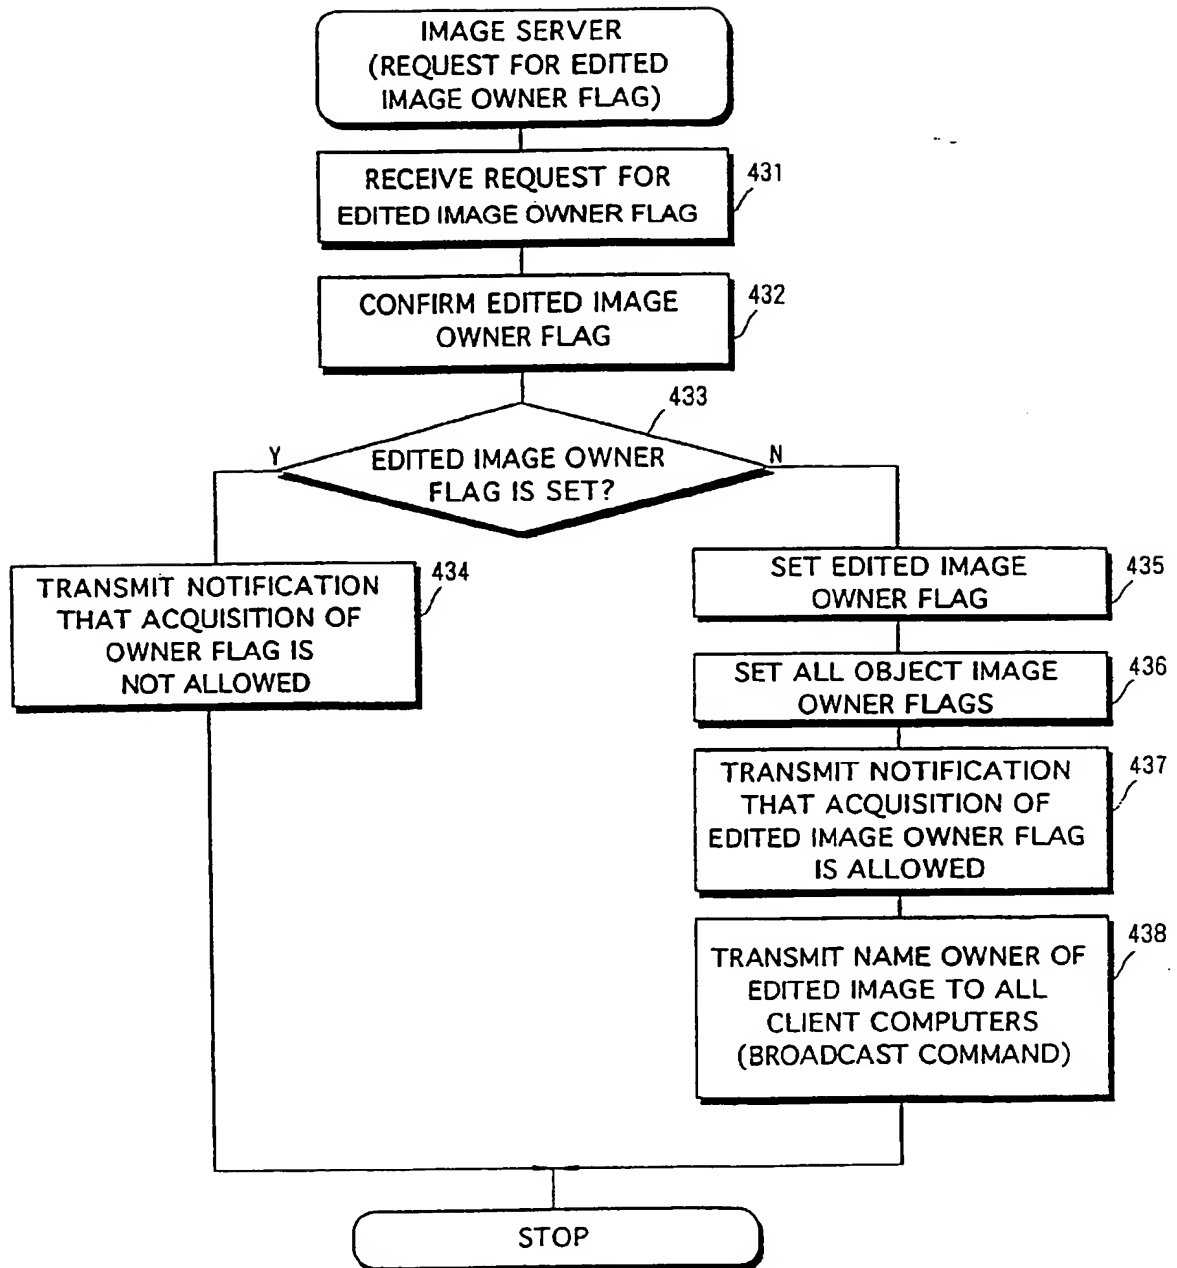 IMAGE SERVER
(REQUEST FOR EDITED
IMAGE OWNER FLAG)
RECEIVE REQUEST FOR
EDITED IMAGE OWNER FLAG
431
CONFIRM EDITED IMAGE
OWNER FLAG
432
433
Y
EDITED IMAGE OWNER
FLAG IS SET?
N
TRANSMIT NOTIFICATION
THAT ACQUISITION OF
OWNER FLAG IS
NOT ALLOWED
434
SET EDITED IMAGE
OWNER FLAG
435
SET ALL OBJECT IMAGE
OWNER FLAGS
436
TRANSMIT NOTIFICATION
THAT ACQUISITION OF
EDITED IMAGE OWNER FLAG
IS ALLOWED
437
TRANSMIT NAME OWNER OF
EDITED IMAGE TO ALL
CLIENT COMPUTERS
(BROADCAST COMMAND)
438
STOP